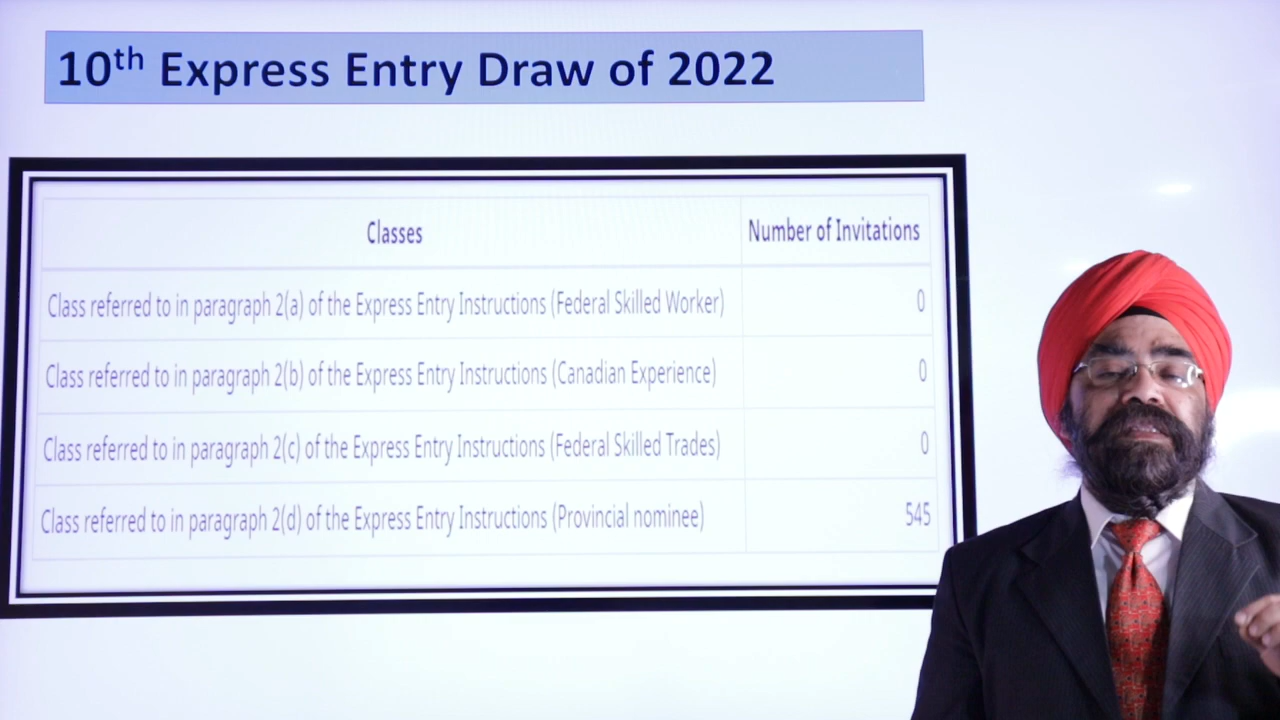 10th Express Entry Draw of 2022
Classes Number of Invitations
Class referred to in paragraph 2(a) of the Express Entry Instructions (Federal Skilled Worker) 0
Class referred to in paragraph 2(b) of the Express Entry Instructions (Canadian Experience) 0
Class referred to in paragraph 2(c) of the Express Entry Instructions (Federal Skilled Trades) 0
Class referred to in paragraph 2(d) of the Express Entry Instructions (Provincial nominee) 545